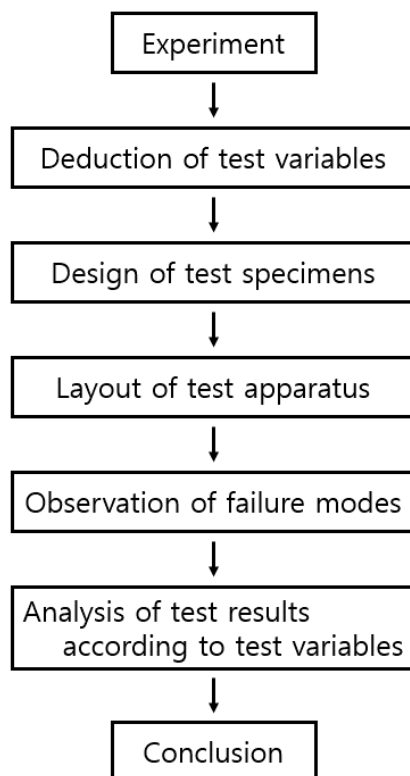 Experiment
Deduction of test variables
Design of test specimens
Layout of test apparatus
Observation of failure modes
Analysis of test results
according to test variables
Conclusion